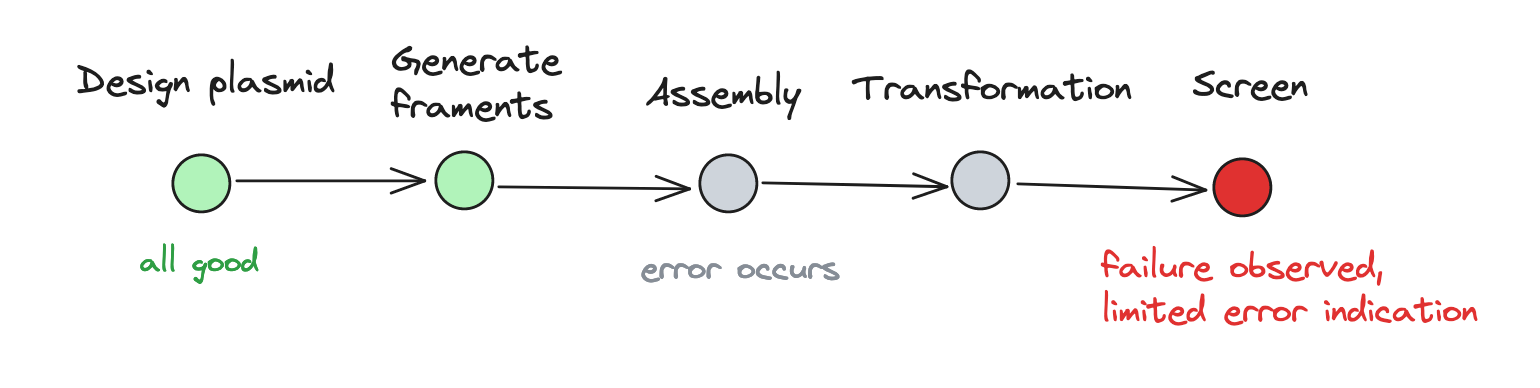 Design plasmid
Generate
framents
Assembly
Transformation
Screen
all good
error occurs
failure observed,
limited error indication